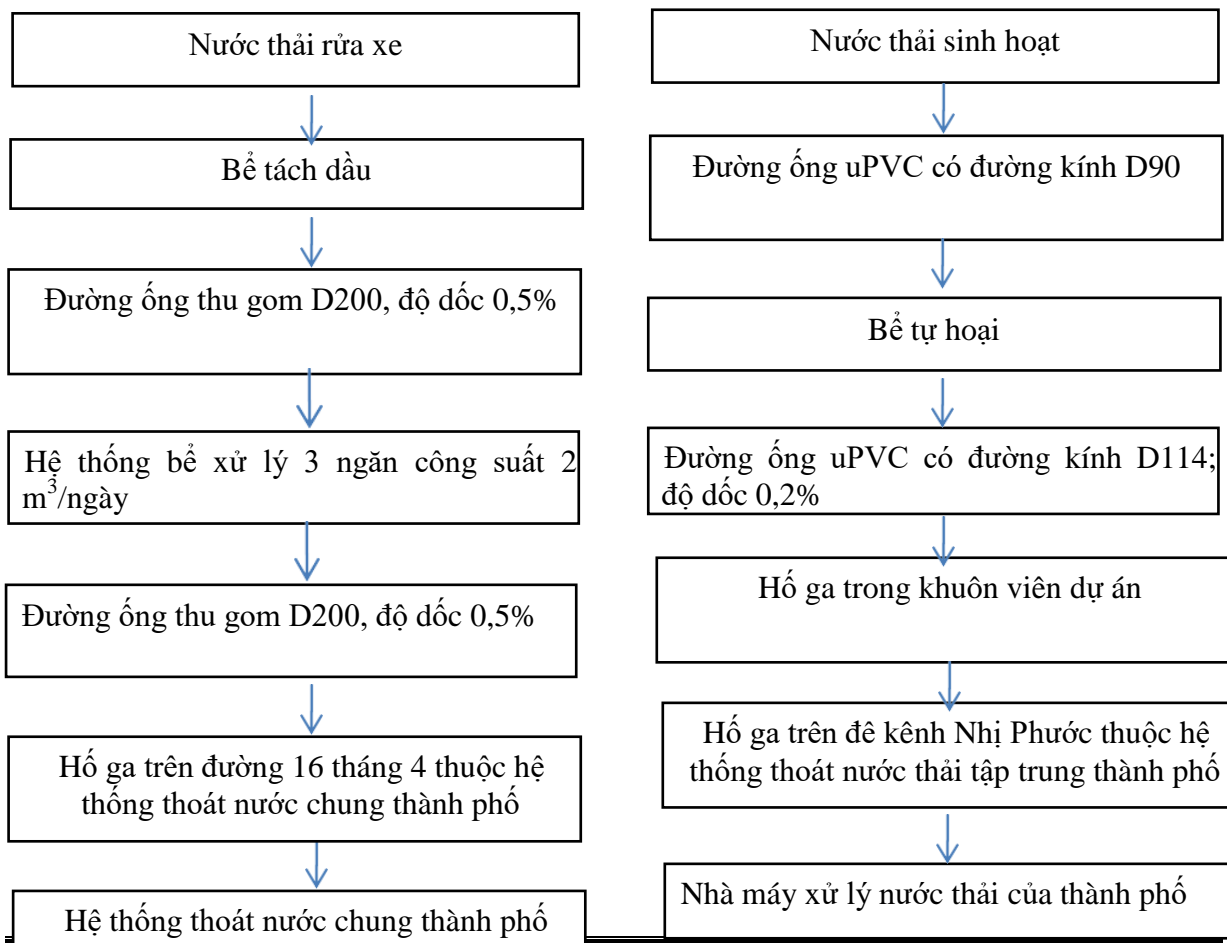 Nước thải rửa xe
Bể tách dầu
Đường ống thu gom D200, độ dốc 0,5%
Hệ thống bể xử lý 3 ngăn công suất 2
m³/ngày
Đường ống thu gom D200, độ dốc 0,5%
Hố ga trên đường 16 tháng 4 thuộc hệ
thống thoát nước chung thành phố
Hệ thống thoát nước chung thành phố
Nước thải sinh hoạt
Đường ống uPVC có đường kính D90
Bể tự hoại
Đường ống uPVC có đường kính D114;
độ dốc 0,2%
Hố ga trong khuôn viên dự án
Hố ga trên đê kênh Nhị Phước thuộc hệ
thống thoát nước thải tập trung thành phố
Nhà máy xử lý nước thải của thành phố